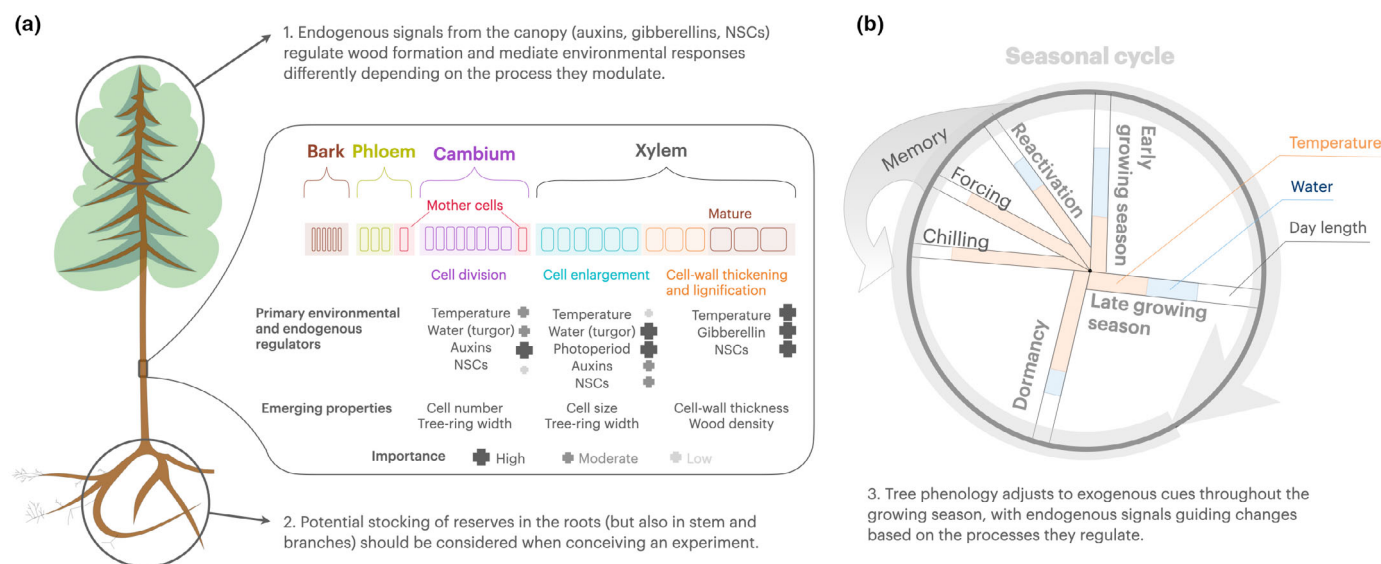 (a)
1. Endogenous signals from the canopy (auxins, gibberellins, NSCs)
regulate wood formation and mediate environmental responses
differently depending on the process they modulate.
Bark
Phloem
Cambium
Xylem
Mother cells
Mature
Cell division
Cell enlargement
Cell-wall thickening
and lignification
Primary environmental
and endogenous
regulators
Temperature
Water (turgor)
Auxins
NSCs
Temperature
Water (turgor)
Photoperiod
Auxins
NSCs
Temperature
Gibberellin
NSCs
Emerging properties
Cell number
Tree-ring width
Cell size
Tree-ring width
Cell-wall thickness
Wood density
Importance
High
Moderate
Low
2. Potential stocking of reserves in the roots (but also in stem and
branches) should be considered when conceiving an experiment.
(b)
Seasonal cycle
Memory
Chilling
Forcing
Reactivation
Early
growing season
Late growing
season
Dormancy
Temperature
Water
Day length
3. Tree phenology adjusts to exogenous cues throughout the
growing season, with endogenous signals guiding changes
based on the processes they regulate.